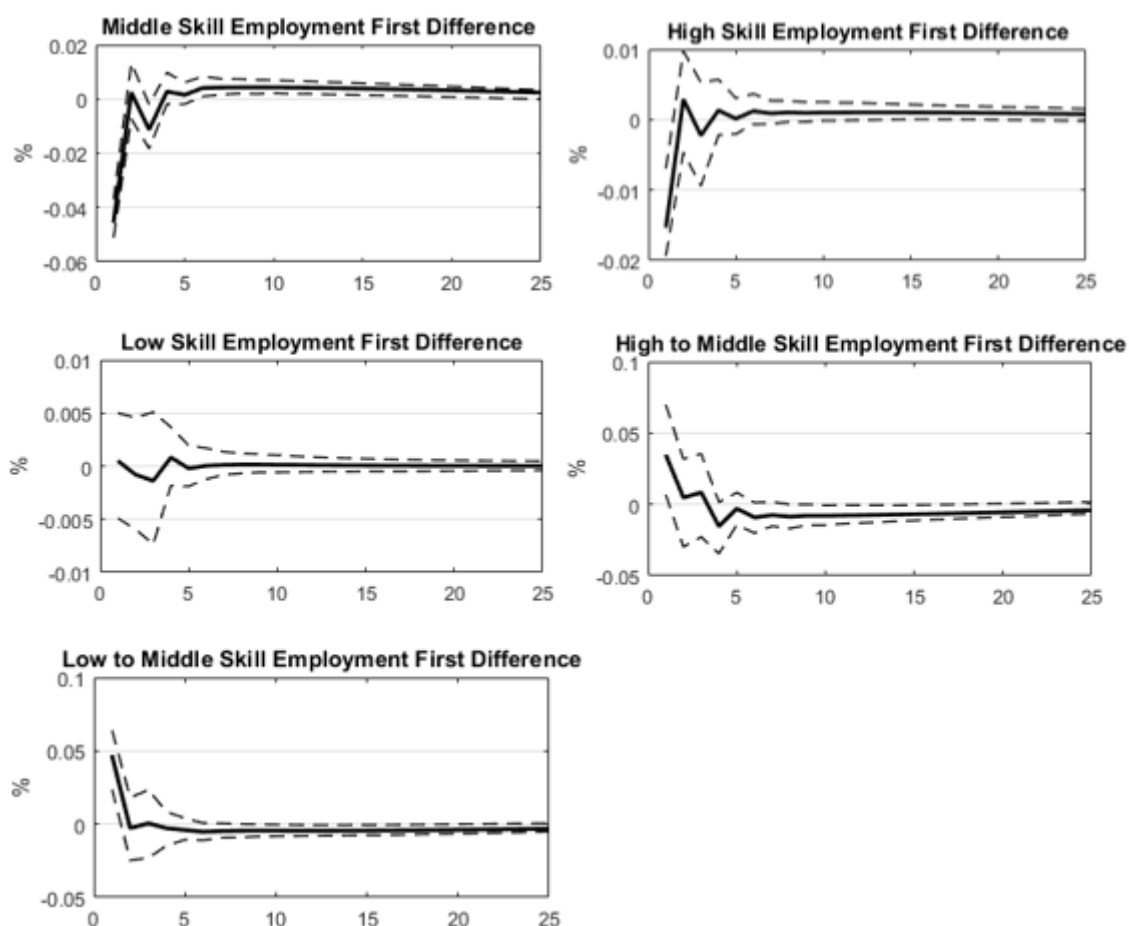 Middle Skill Employment First Difference
0.02
0
-0.02
-0.04
-0.06
%
0 5 10 15 20 25
High Skill Employment First Difference
0.01
0
-0.01
-0.02
%
0 5 10 15 20 25
Low Skill Employment First Difference
0.01
0.005
0
-0.005
-0.01
%
0 5 10 15 20 25
High to Middle Skill Employment First Difference
0.1
0.05
0
-0.05
%
0 5 10 15 20 25
Low to Middle Skill Employment First Difference
0.1
0.05
0
-0.05
%
0 5 10 15 20 25